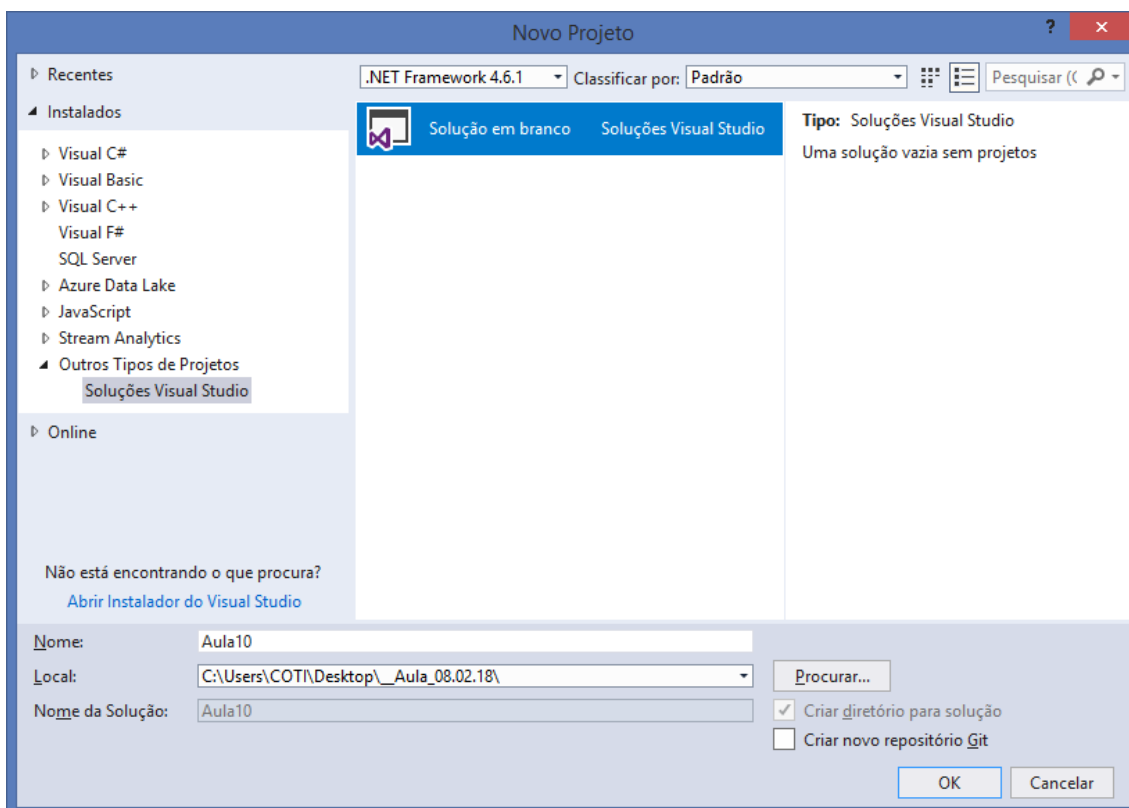 Novo Projeto
?
Recentes
.NET Framework 4.6.1 Classificar por: Padrão
Pesquisar ((
Instalados
Visual C#
Visual Basic
Visual C++
Visual F#
SQL Server
Azure Data Lake
JavaScript
Stream Analytics
Outros Tipos de Projetos
Soluções Visual Studio
Online
Não está encontrando o que procura?
Abrir Instalador do Visual Studio
Solução em branco Soluções Visual Studio
Tipo: Soluções Visual Studio
Uma solução vazia sem projetos
Nome: Aula10
Local: C:\Users\COTI\Desktop\__Aula_08.02.18\ Procurar...
Nome da Solução: Aula10
Criar diretório para solução
Criar novo repositório Git
OK Cancelar